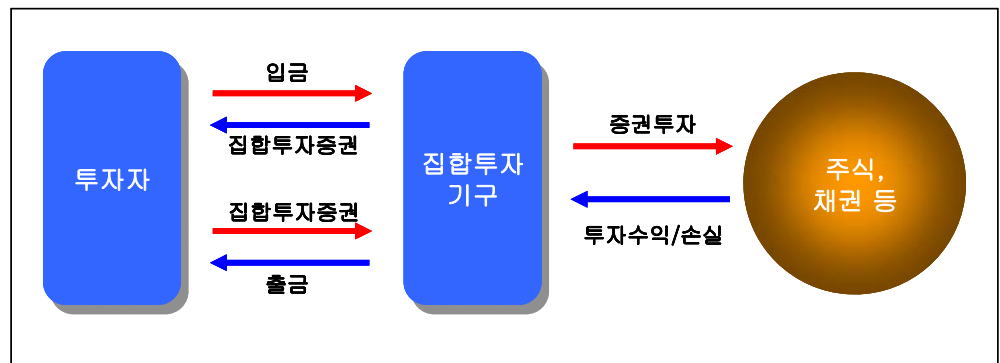 투자자
입금
집합투자증권
집합투자증권
출금
집합투자
기구
증권투자
투자수익/손실
주식,
채권 등